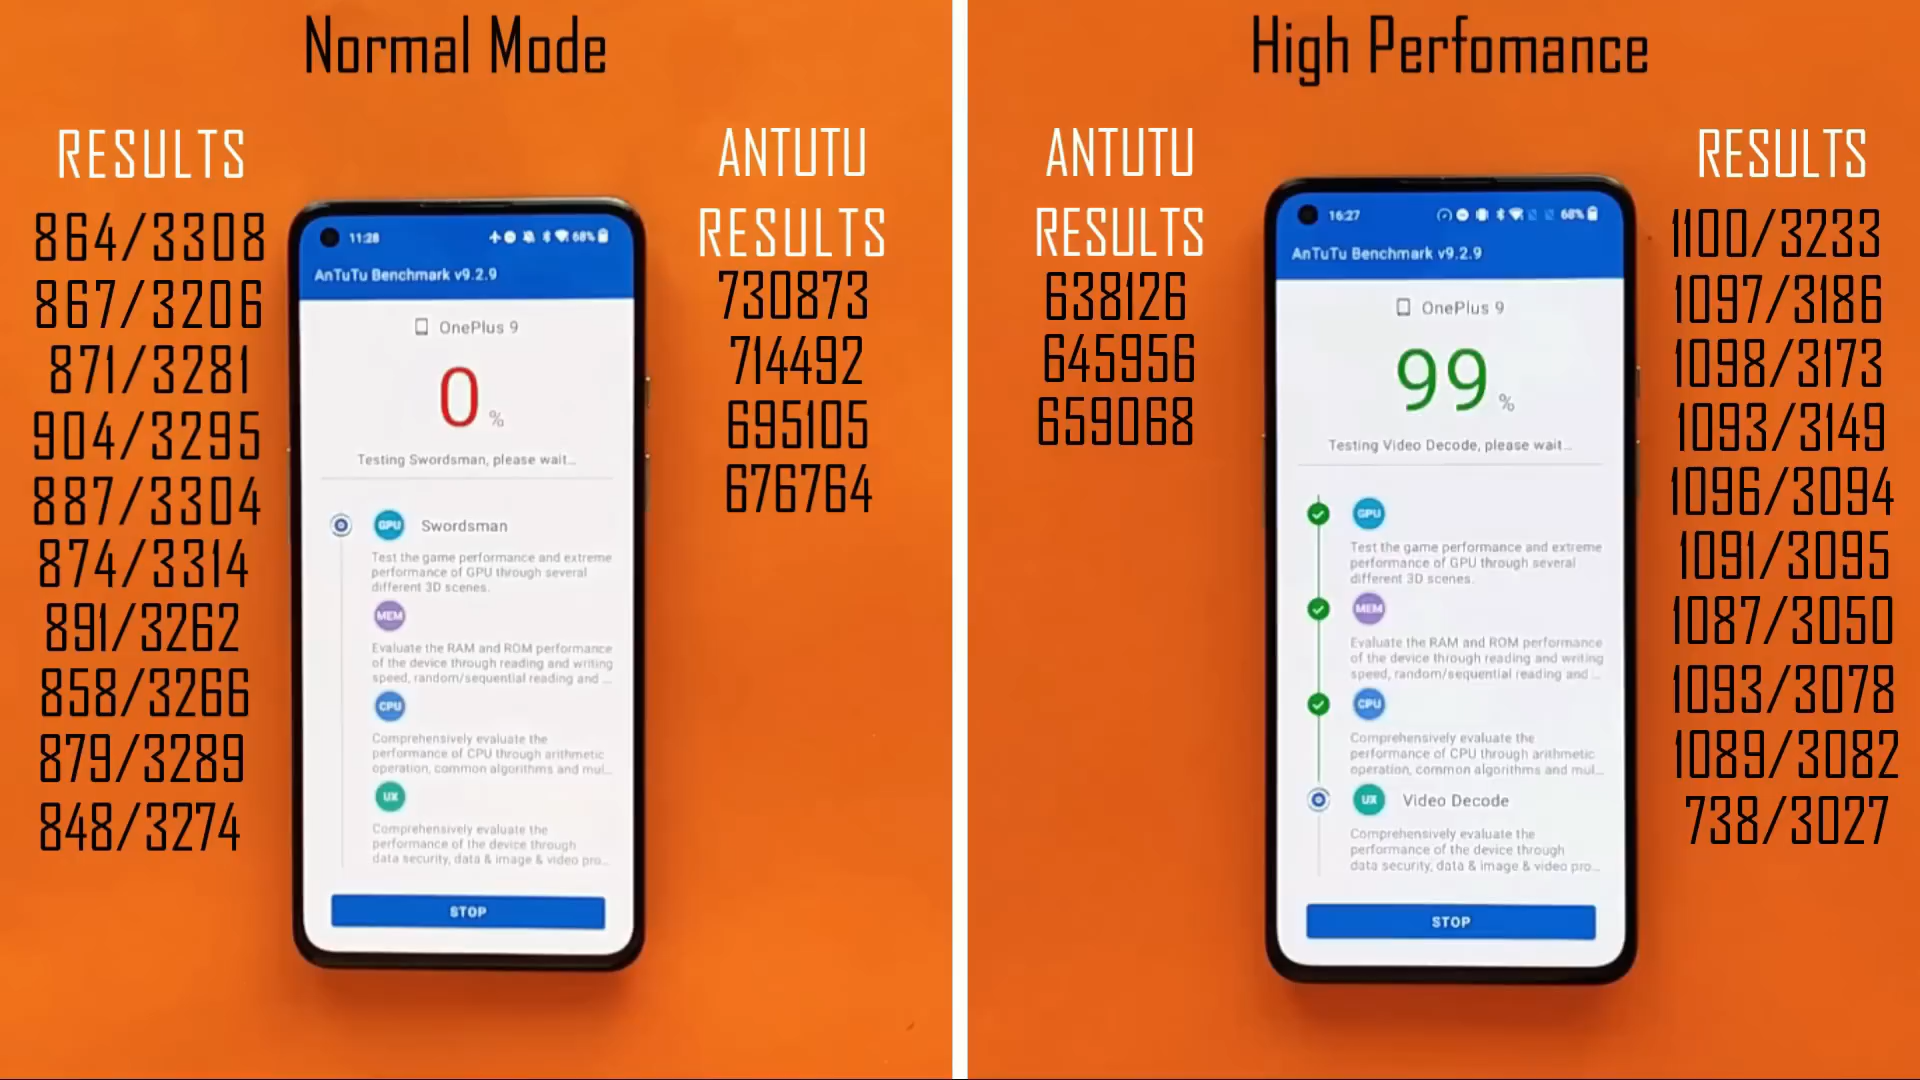 Normal Mode
RESULTS
864/3308
867/3206
871/3281
904/3295
887/3304
874/3314
891/3262
858/3266
879/3289
848/3274
11:28
68%
AnTuTu Benchmark v9.2.9
OnePlus 9
0 %
Testing Swordsman, please wait...
GPU Swordsman
Test the game performance and extreme
performance of GPU through several
different 3D scenes.
MEM
Evaluate the RAM and ROM performance
of the device through reading and writing
speed, random/sequential reading and ...
CPU
Comprehensively evaluate the
performance of CPU through arithmetic
operation, common algorithms and mul...
UX
Comprehensively evaluate the
performance of the device through
data security, data & image & video pro...
STOP
ANTUTU
RESULTS
730873
714492
695105
676764
High Perfomance
ANTUTU
RESULTS
638126
645956
659068
16:27
68%
AnTuTu Benchmark v9.2.9
OnePlus 9
99 %
Testing Video Decode, please wait...
GPU
Test the game performance and extreme
performance of GPU through several
different 3D scenes.
MEM
Evaluate the RAM and ROM performance
of the device through reading and writing
speed, random/sequential reading and ...
CPU
Comprehensively evaluate the
performance of CPU through arithmetic
operation, common algorithms and mul...
UX Video Decode
Comprehensively evaluate the
performance of the device through
data security, data & image & video pro...
STOP
RESULTS
1100/3233
1097/3186
1098/3173
1093/3149
1096/3094
1091/3095
1087/3050
1093/3078
1089/3082
738/3027